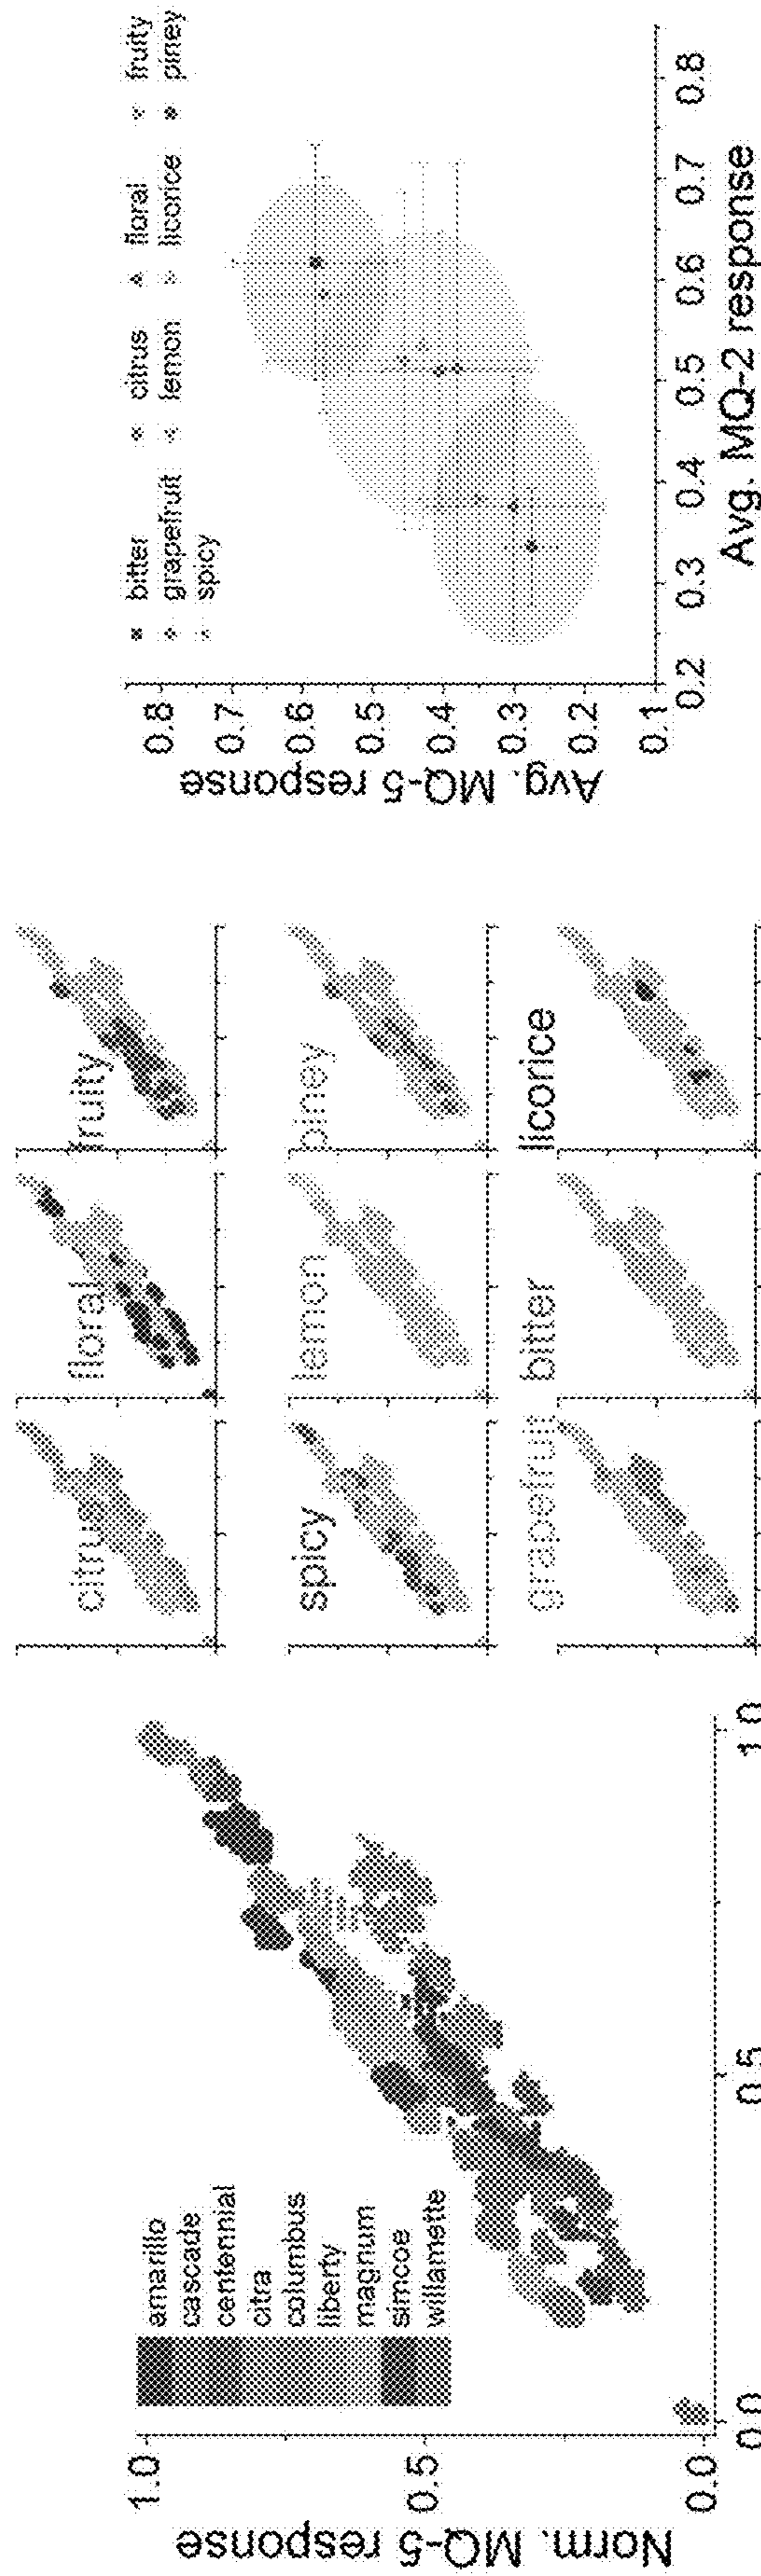 Norm. MQ-5 response
1.0
0.5
0.0
amarillo
cascade
centennial
citra
columbus
liberty
magnum
simcoe
willamette
0.0
0.5
1.0
citrus
floral
fruity
spicy
lemon
piney
grapefruit
bitter
licorice
Avg. MQ-5 response
0.8
0.7
0.6
0.5
0.4
0.3
0.2
0.1
bitter citrus floral fruity
grapefruit lemon licorice piney
spicy
0.2 0.3 0.4 0.5 0.6 0.7 0.8
Avg. MQ-2 response